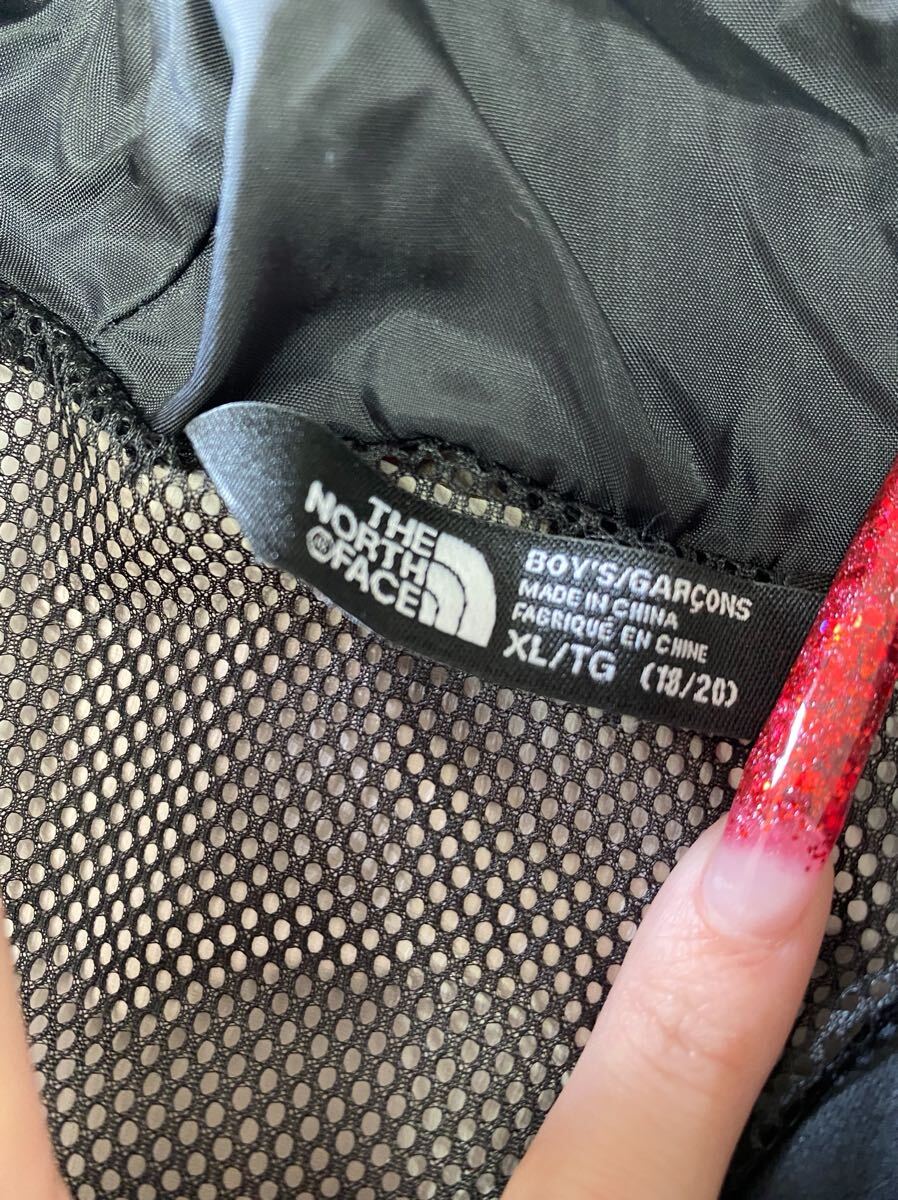 THE
NORTH
FACE
BOY'S/GARÇONS
MADE IN CHINA
FABRIQUÉ EN CHINE
XL/TG (18/20)